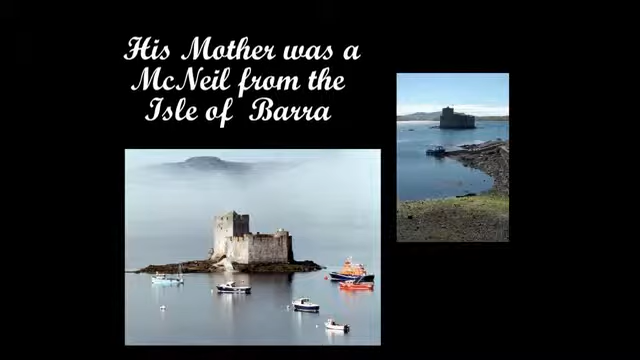 His Mother was a
McNeil from the
Isle of Barra